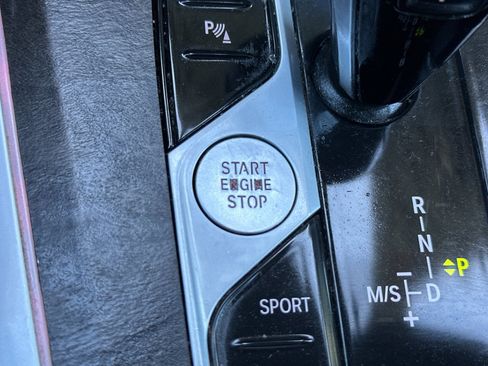 P
START
ENGINE
STOP
SPORT
R
N
P
M/S D
+